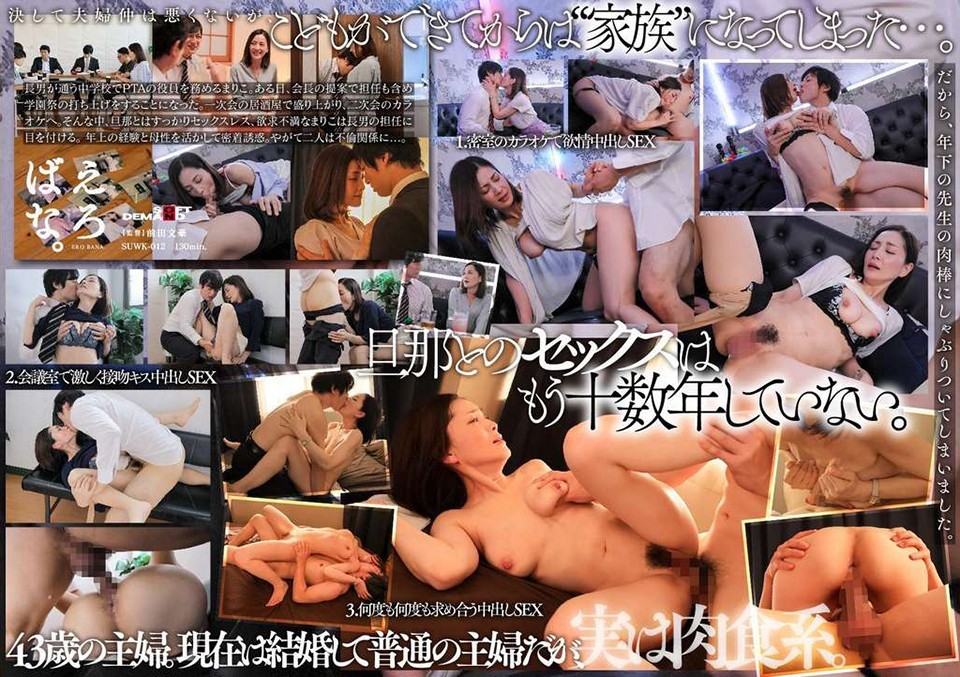 決して夫婦仲は悪くないが、
こどもができてからは“家族”になってしまった…。
だから、年下の先生の肉棒にしゃぶりついてしまいました。
長男が通う中学校でPTAの役員を務めるまりこ。ある日、会長の提案で担任も含め
学園祭の打ち上げをすることになった。一次会の居酒屋で盛り上がり、二次会のカラ
オケへ。そんな中、旦那とはすっかりセックスレス、欲求不満なまりこは長男の担任に
目を付ける。年上の経験と母性を活かして密着誘惑。やがて二人は不倫関係に…。
えろ
ばな。
ERO BANA
【監督】前田文豪
SUWK-012 130min.
1.密室のカラオケで欲情中出しSEX
2.会議室で激しく接吻キス中出しSEX
旦那とのセックスは
もう十数年していない。
3.何度も何度も求め合う中出しSEX
43歳の主婦。現在は結婚して普通の主婦だが、実は肉食系。